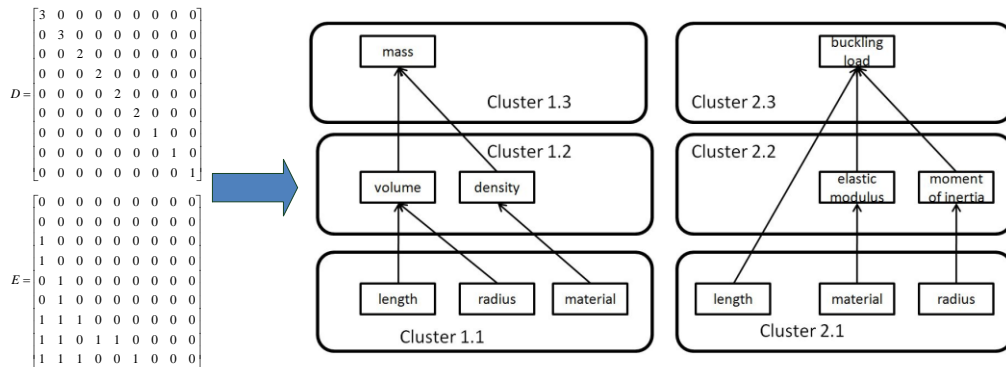 D =
3 0 0 0 0 0 0 0 0
0 3 0 0 0 0 0 0 0
0 0 2 0 0 0 0 0 0
0 0 0 2 0 0 0 0 0
0 0 0 0 2 0 0 0 0
0 0 0 0 0 2 0 0 0
0 0 0 0 0 0 1 0 0
0 0 0 0 0 0 0 1 0
0 0 0 0 0 0 0 0 1
E =
0 0 0 0 0 0 0 0 0
0 0 0 0 0 0 0 0 0
1 0 0 0 0 0 0 0 0
1 0 0 0 0 0 0 0 0
0 1 0 0 0 0 0 0 0
0 1 0 0 0 0 0 0 0
1 1 1 0 0 0 0 0 0
1 1 0 1 1 0 0 0 0
1 1 1 0 0 1 0 0 0
mass
Cluster 1.3
Cluster 1.2
volume
density
length
radius
material
Cluster 1.1
buckling
load
Cluster 2.3
Cluster 2.2
elastic
modulus
moment
of inertia
length
material
radius
Cluster 2.1